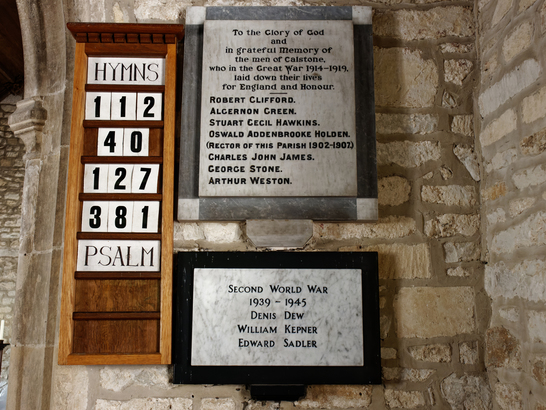 HYMNS
112
40
127
381
PSALM
To the Glory of God
and
in grateful Memory of
the men of Calstone,
who in the Great War 1914-1919,
laid down their lives
for England and Honour.
ROBERT CLIFFORD.
ALGERNON GREEN.
STUART CECIL HAWKINS.
OSWALD ADDENBROOKE HOLDEN.
(RECTOR OF THIS PARISH 1902-1907.)
CHARLES JOHN JAMES.
GEORGE STONE.
ARTHUR WESTON.
SECOND WORLD WAR
1939 - 1945
DENIS DEW
WILLIAM KEPNER
EDWARD SADLER